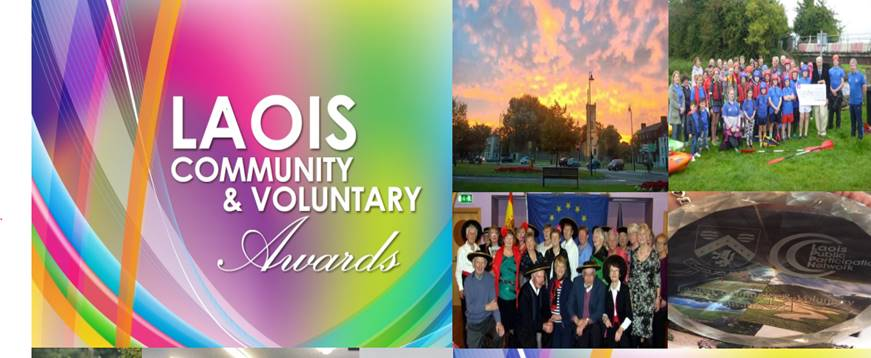 LAOIS
COMMUNITY
& VOLUNTARY
Awards
Laois
Public
Participation
Network